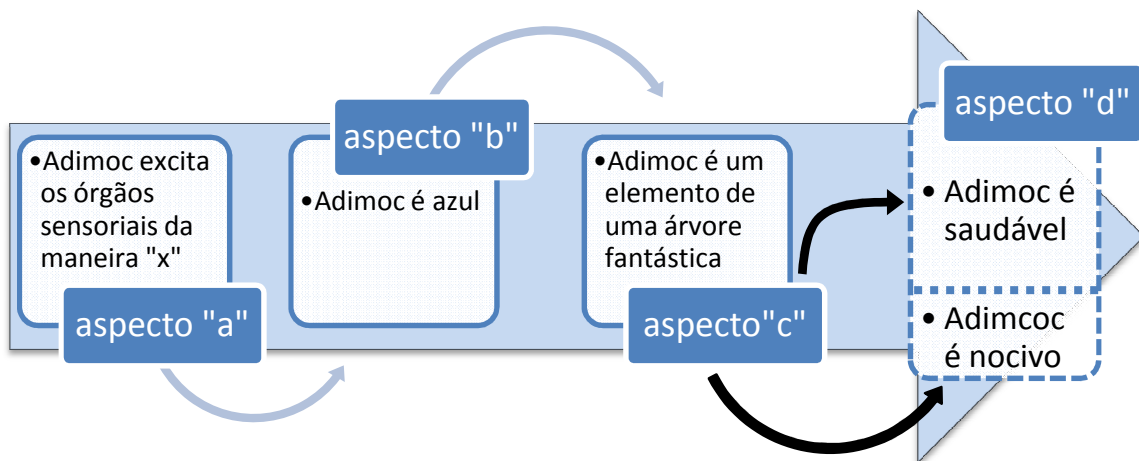 •Adimoc excita
os órgãos
sensoriais da
maneira "x"
aspecto "a"
aspecto "b"
•Adimoc é azul
•Adimoc é um
elemento de
uma árvore
fantástica
aspecto"c"
aspecto "d"
• Adimoc é
saudável
• Adimcoc
é nocivo